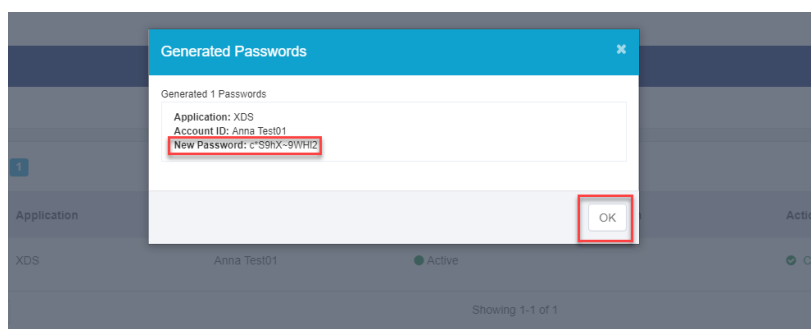 Generated Passwords ×
Generated 1 Passwords
Application: XDS
Account ID: Anna Test01
New Password: c*S9hX~9WHI2
1
OK
Application
XDS Anna Test01 Active
Showing 1-1 of 1